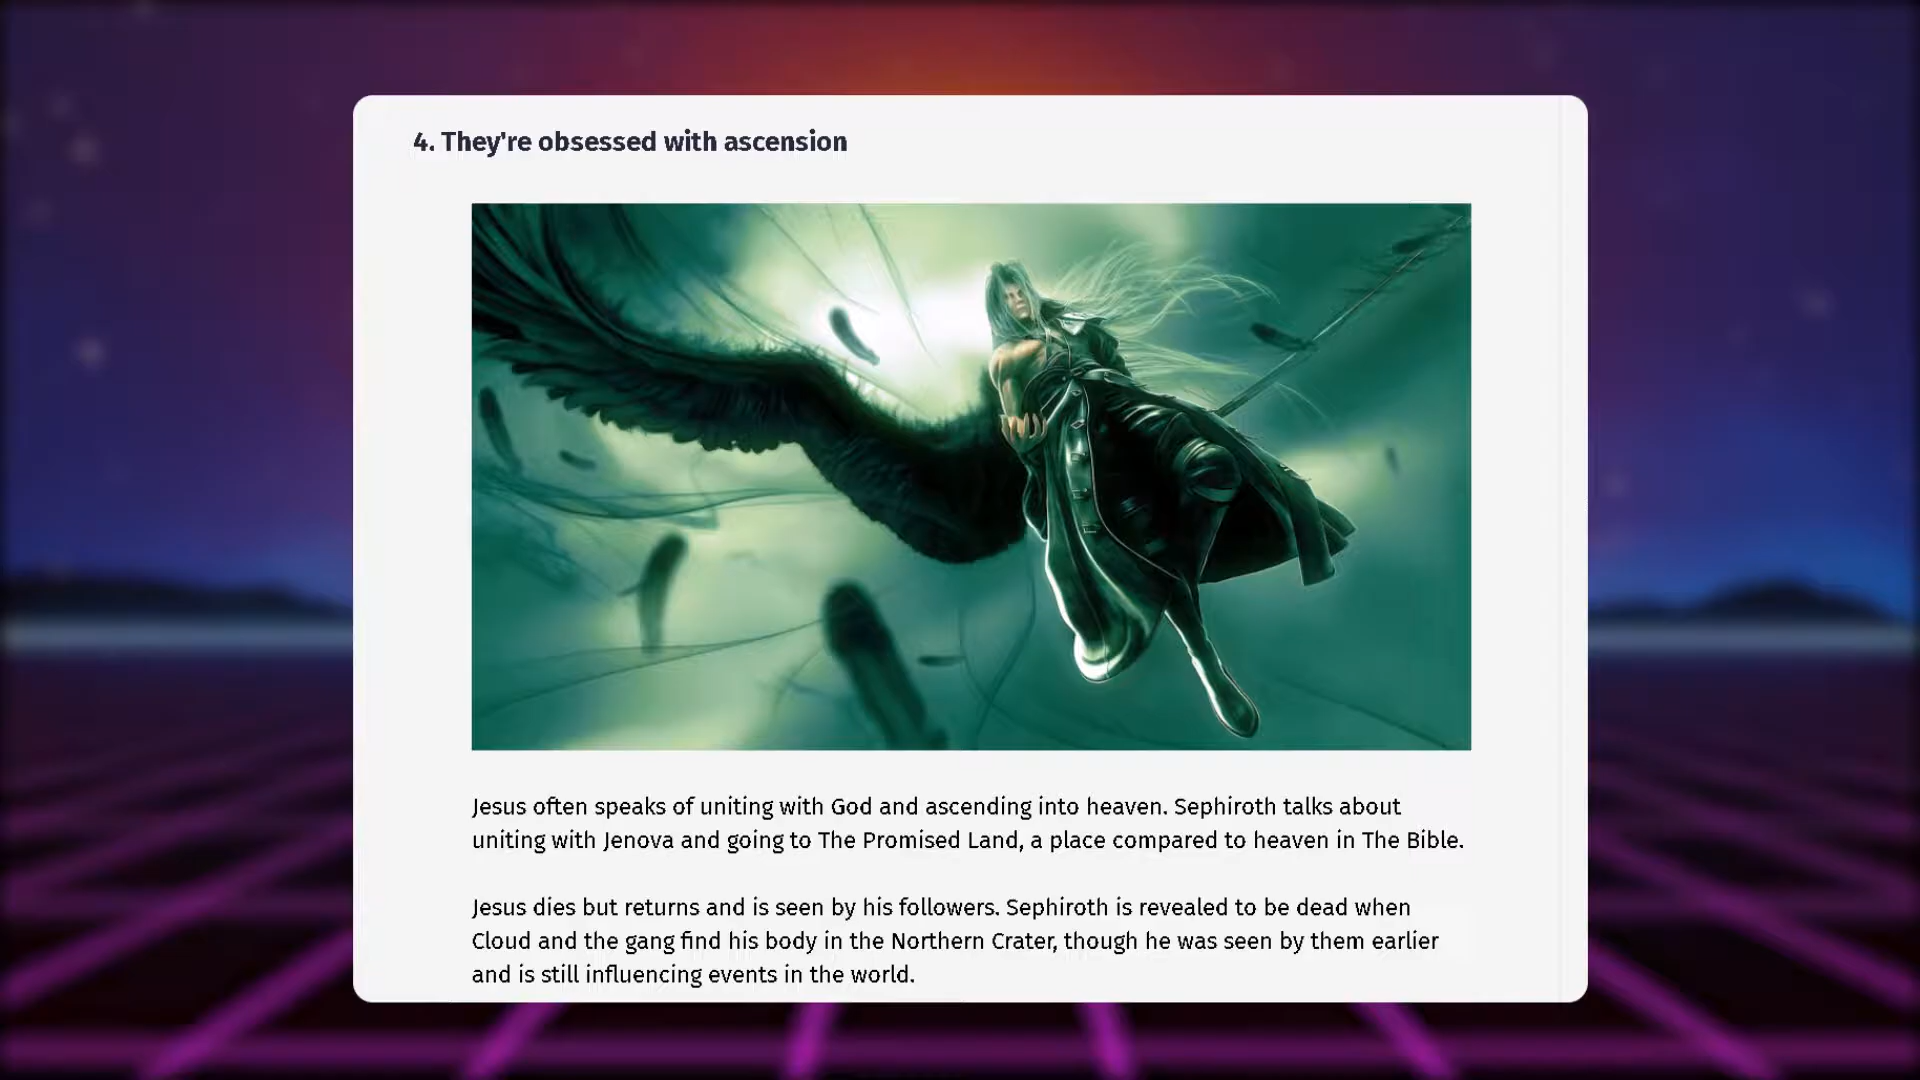 4. They're obsessed with ascension
Jesus often speaks of uniting with God and ascending into heaven. Sephiroth talks about
uniting with Jenova and going to The Promised Land, a place compared to heaven in The Bible.
Jesus dies but returns and is seen by his followers. Sephiroth is revealed to be dead when
Cloud and the gang find his body in the Northern Crater, though he was seen by them earlier
and is still influencing events in the world.